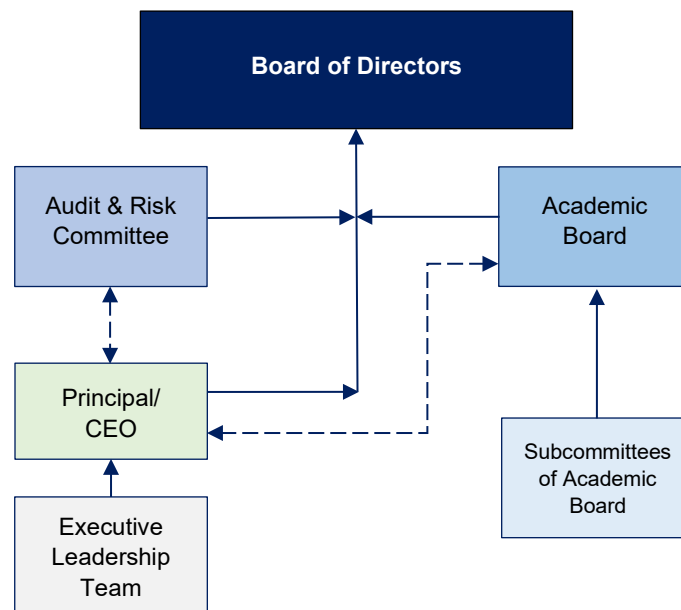 Board of Directors
Audit & Risk
Committee
Academic
Board
Principal/
CEO
Subcommittees
of Academic
Board
Executive
Leadership
Team